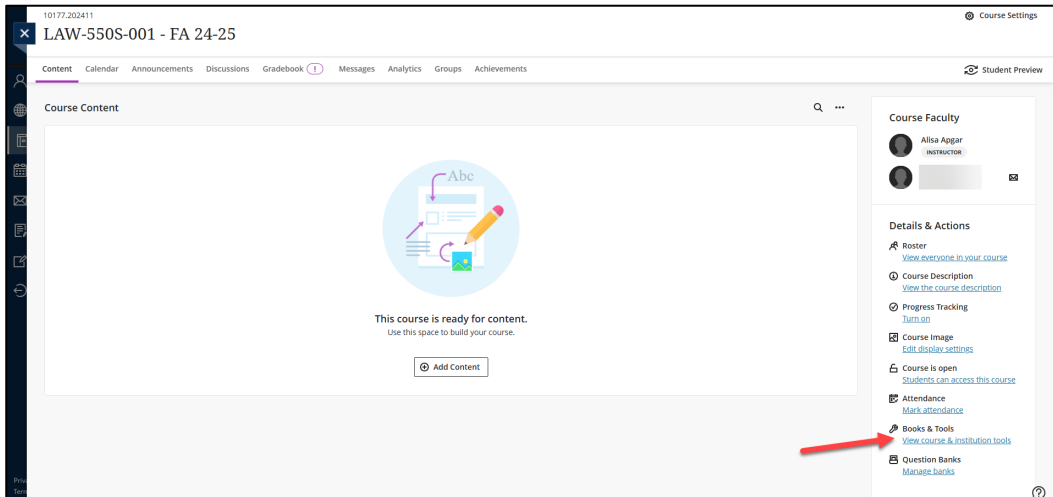 10177.202411
Course Settings
LAW-550S-001 - FA 24-25
Content Calendar Announcements Discussions Gradebook ! Messages Analytics Groups Achievements
Student Preview
Course Content
Abc
This course is ready for content.
Use this space to build your course.
Add Content
Course Faculty
Alisa Apgar
INSTRUCTOR
Details & Actions
Roster
View everyone in your course
Course Description
View the course description
Progress Tracking
Turn on
Course Image
Edit display settings
Course is open
Students can access this course
Attendance
Mark attendance
Books & Tools
View course & institution tools
Question Banks
Manage banks
Priva
Term